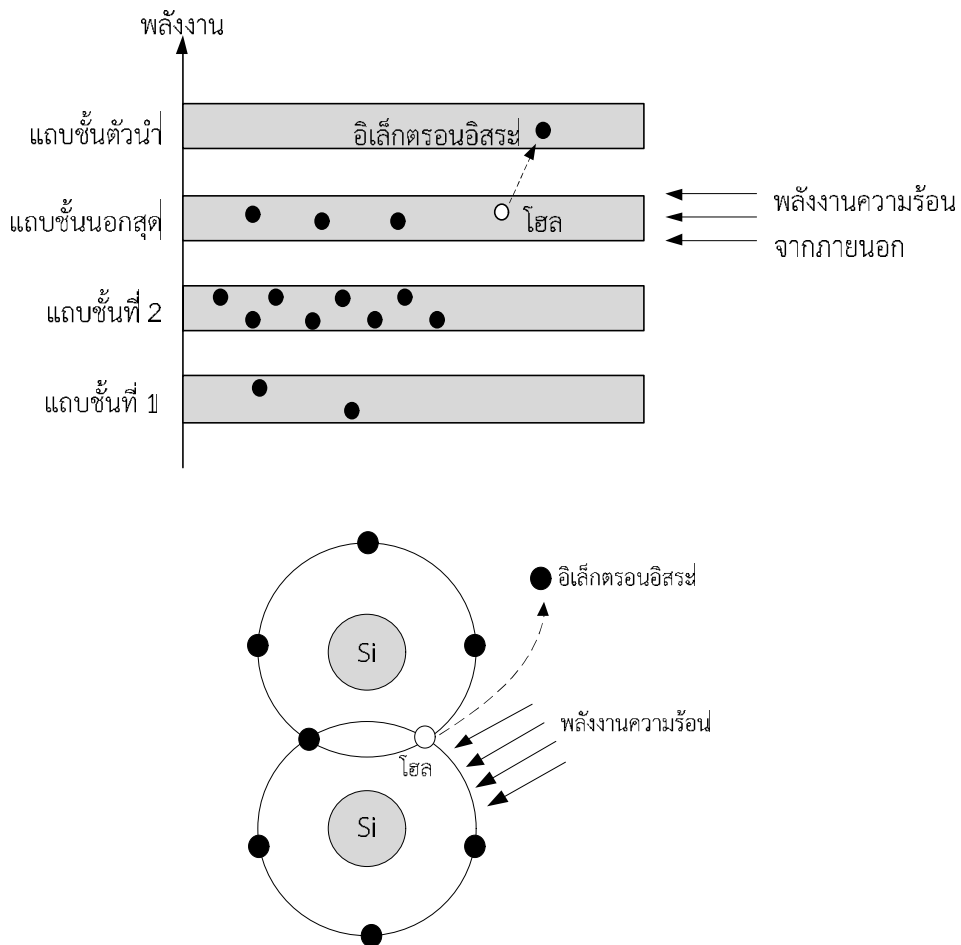 พลังงาน
แถบชั้นตัวนำ
อิเล็กตรอนอิสระ
แถบชั้นนอกสุด
โฮล
พลังงานความร้อน
จากภายนอก
แถบชั้นที่ 2
แถบชั้นที่ 1
อิเล็กตรอนอิสระ
Si
พลังงานความร้อน
โฮล
Si